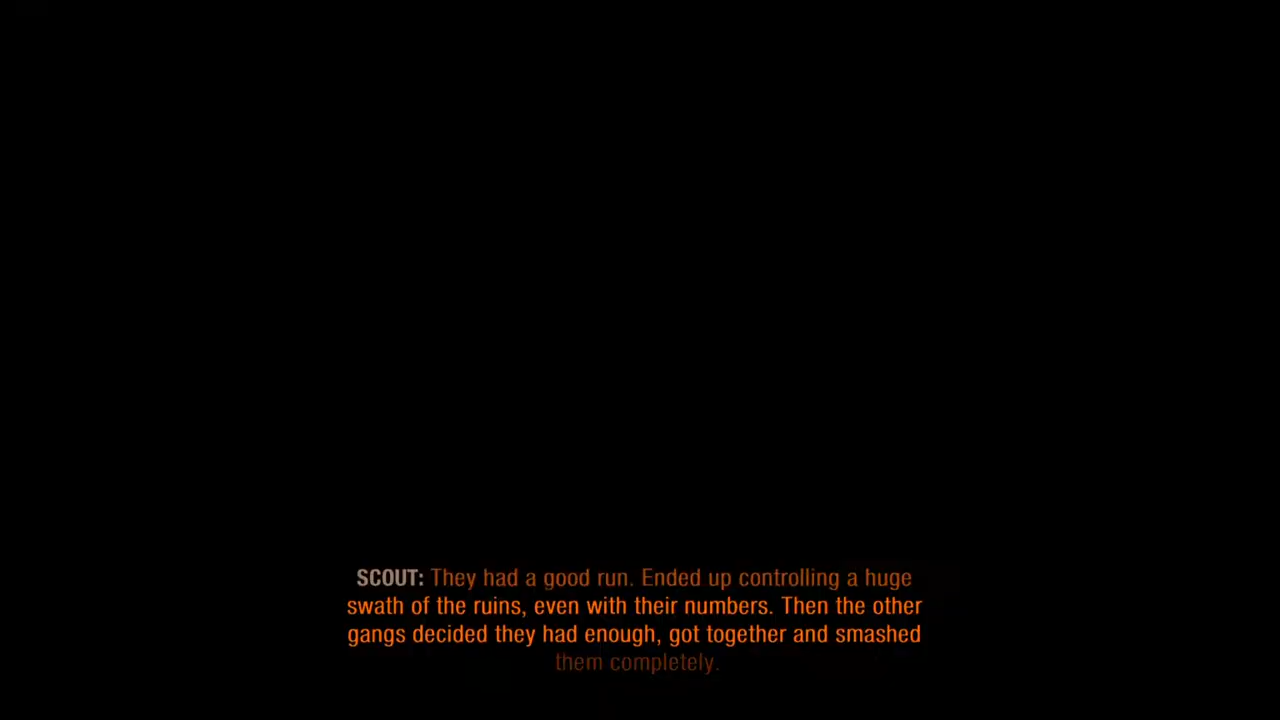 SCOUT: They had a good run. Ended up controlling a huge
swath of the ruins, even with their numbers. Then the other
gangs decided they had enough, got together and smashed
them completely.